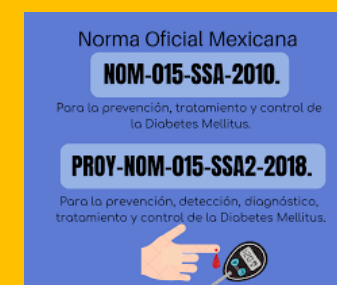 Norma Oficial Mexicana
NOM-015-SSA-2010.
Para la prevención, tratamiento y control de
la Diabetes Mellitus.
PROY-NOM-015-SSA2-2018.
Para la prevención, detección, diagnóstico,
tratamiento y control de la Diabetes Mellitus.